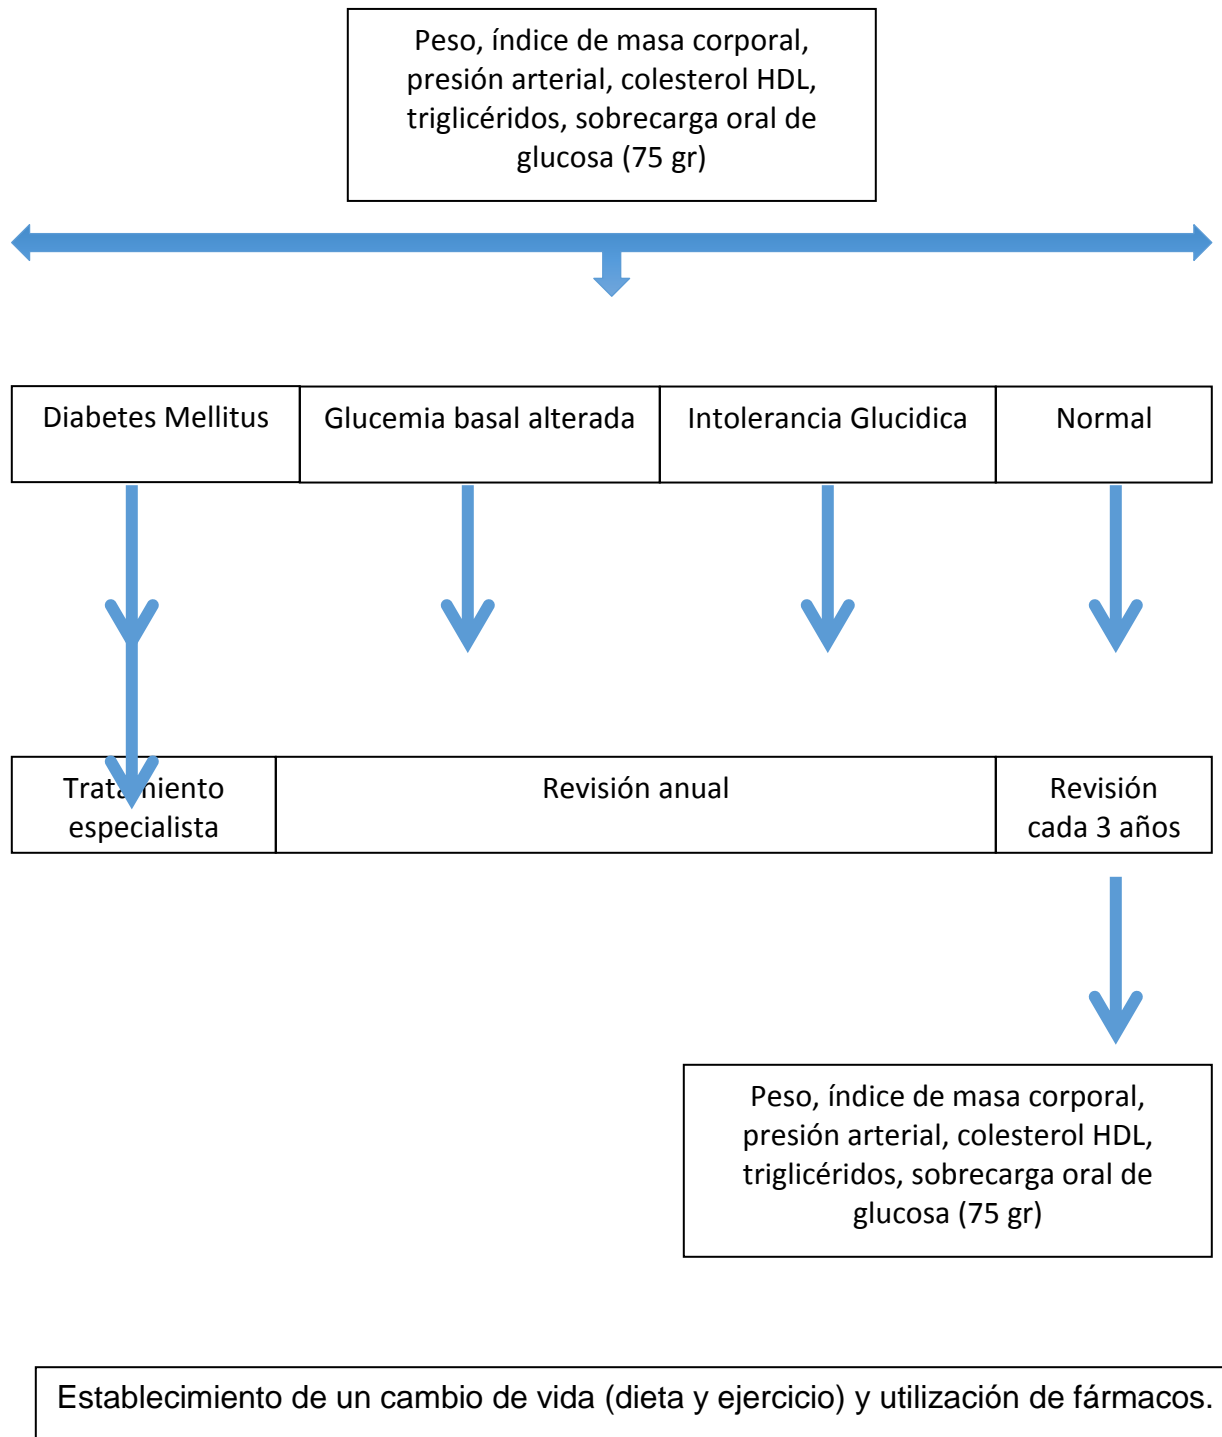 Peso, índice de masa corporal,
presión arterial, colesterol HDL,
triglicéridos, sobrecarga oral de
glucosa (75 gr)
Diabetes Mellitus
Glucemia basal alterada
Intolerancia Glucidica
Normal
Tratamiento
especialista
Revisión anual
Revisión
cada 3 años
Peso, índice de masa corporal,
presión arterial, colesterol HDL,
triglicéridos, sobrecarga oral de
glucosa (75 gr)
Establecimiento de un cambio de vida (dieta y ejercicio) y utilización de fármacos.